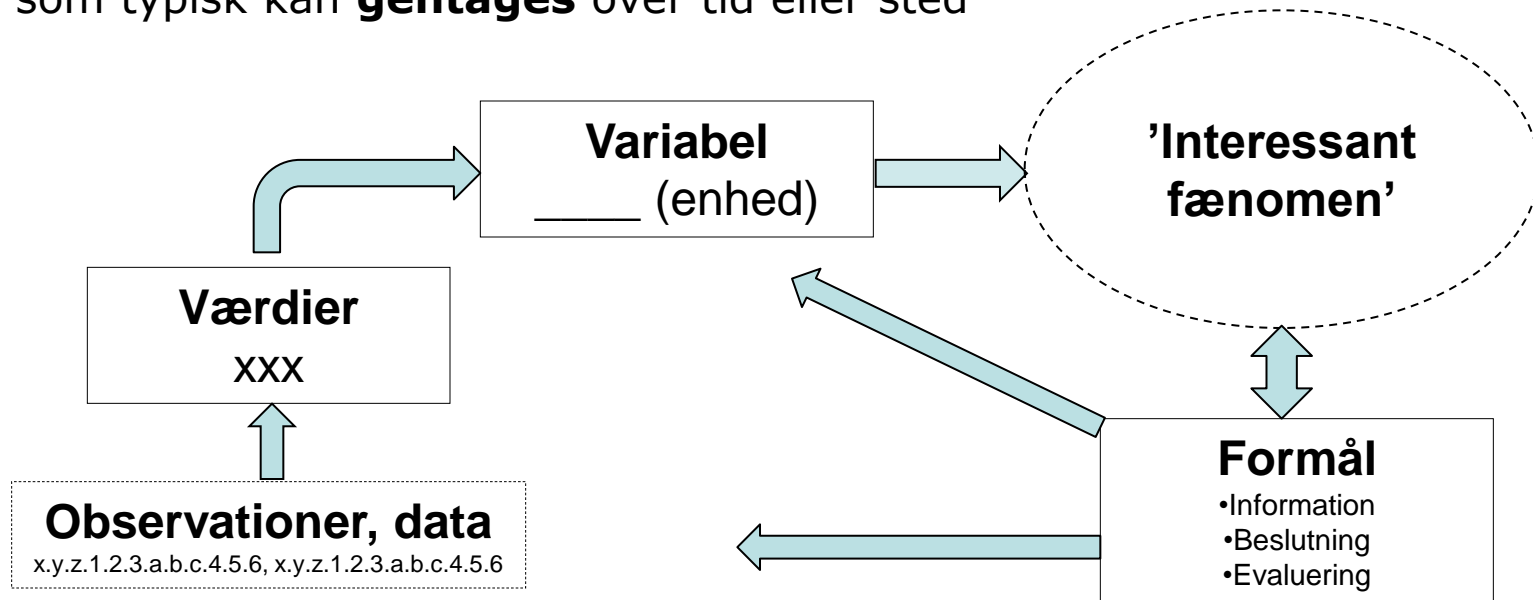 som typisk kan gentages over tid eller sted
Variabel
____ (enhed)
’Interessant
fænomen’
Værdier
xxx
Observationer, data
x.y.z.1.2.3.a.b.c.4.5.6, x.y.z.1.2.3.a.b.c.4.5.6
Formål
•Information
•Beslutning
•Evaluering